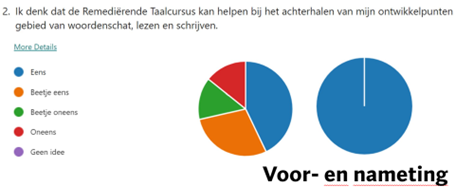 2. Ik denk dat de Remediërende Taalcursus kan helpen bij het achterhalen van mijn ontwikkelpunten
gebied van woordenschat, lezen en schrijven.
More Details
Eens
Beetje eens
Beetje oneens
Oneens
Geen idee
Voor- en nameting